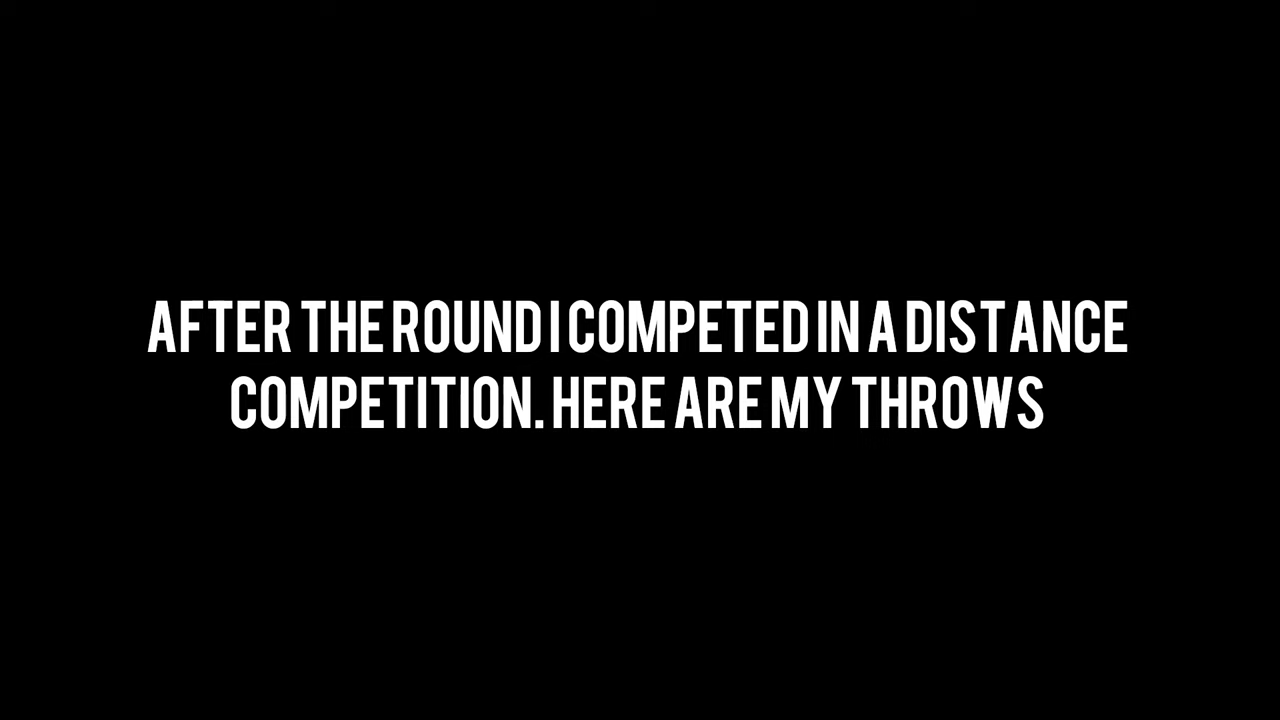 AFTER THE ROUND I COMPETED IN A DISTANCE
COMPETITION. HERE ARE MY THROWS